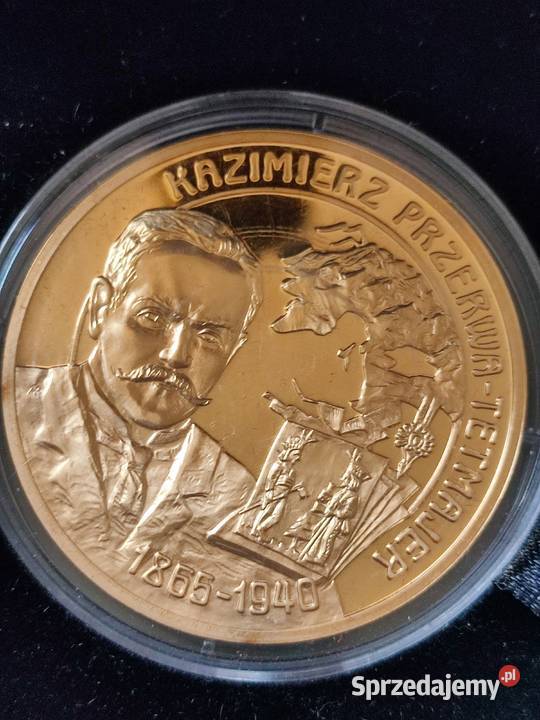 KAZIMIERZ PRZERWA-TETMAJER
1865-1940
Sprzedajemy.pl